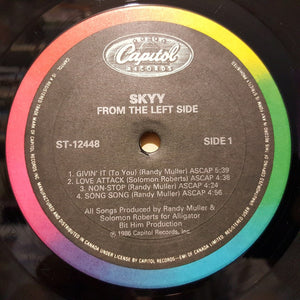 Capitol
RECORDS
SKYY
FROM THE LEFT SIDE
ST-12448 SIDE 1
1. GIVIN' IT (To You) (Randy Muller) ASCAP 5:39
2. LOVE ATTACK (Solomon Roberts) ASCAP 4:38
3. NON-STOP (Randy Muller) ASCAP 4:24
4. SONG SONG (Randy Muller) ASCAP 4:56
All Songs Produced by Randy Muller &
Solomon Roberts for Alligator
Bit Him Production
℗ 1986 Capitol Records, Inc.